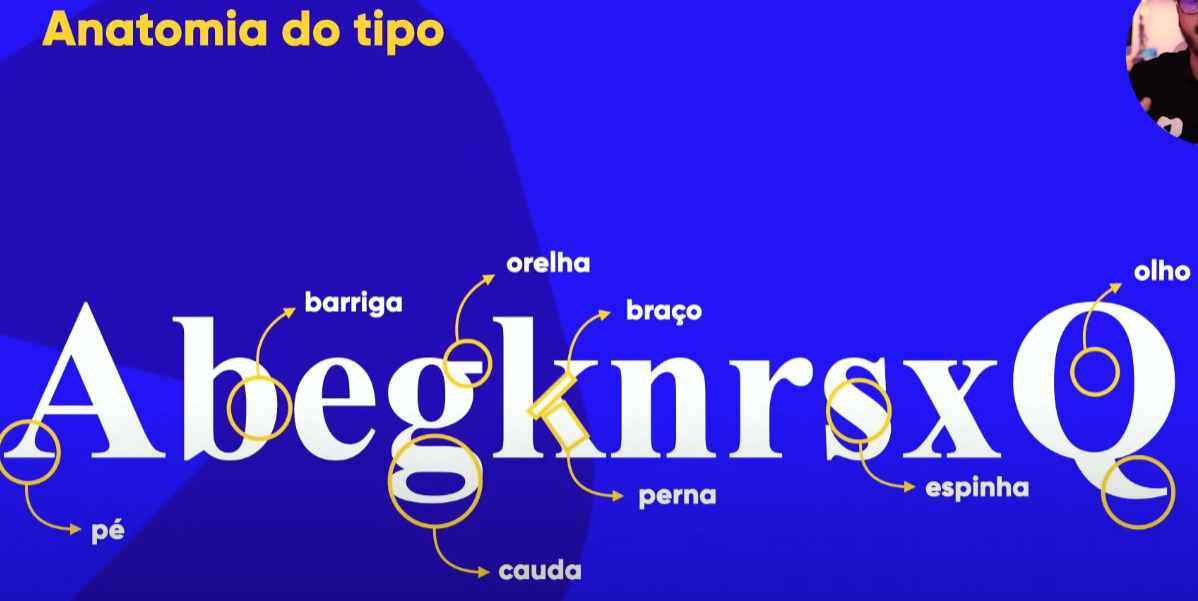 Anatomia do tipo
orelha
olho
barriga
braço
AbegknrsxQ
perna
espinha
pé
cauda